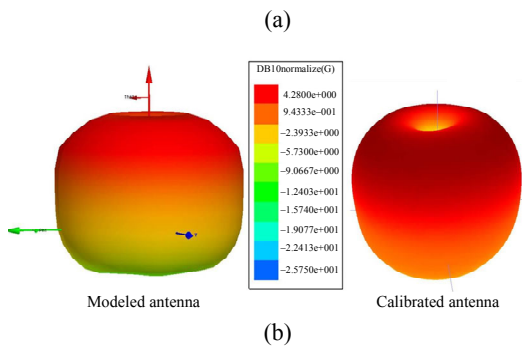 (a)
DB10normalize(G)
4.2800e+000
9.4333e−001
−2.3933e+000
−5.7300e+000
−9.0667e+000
−1.2403e+001
−1.5740e+001
−1.9077e+001
−2.2413e+001
−2.5750e+001
Modeled antenna
Calibrated antenna
(b)